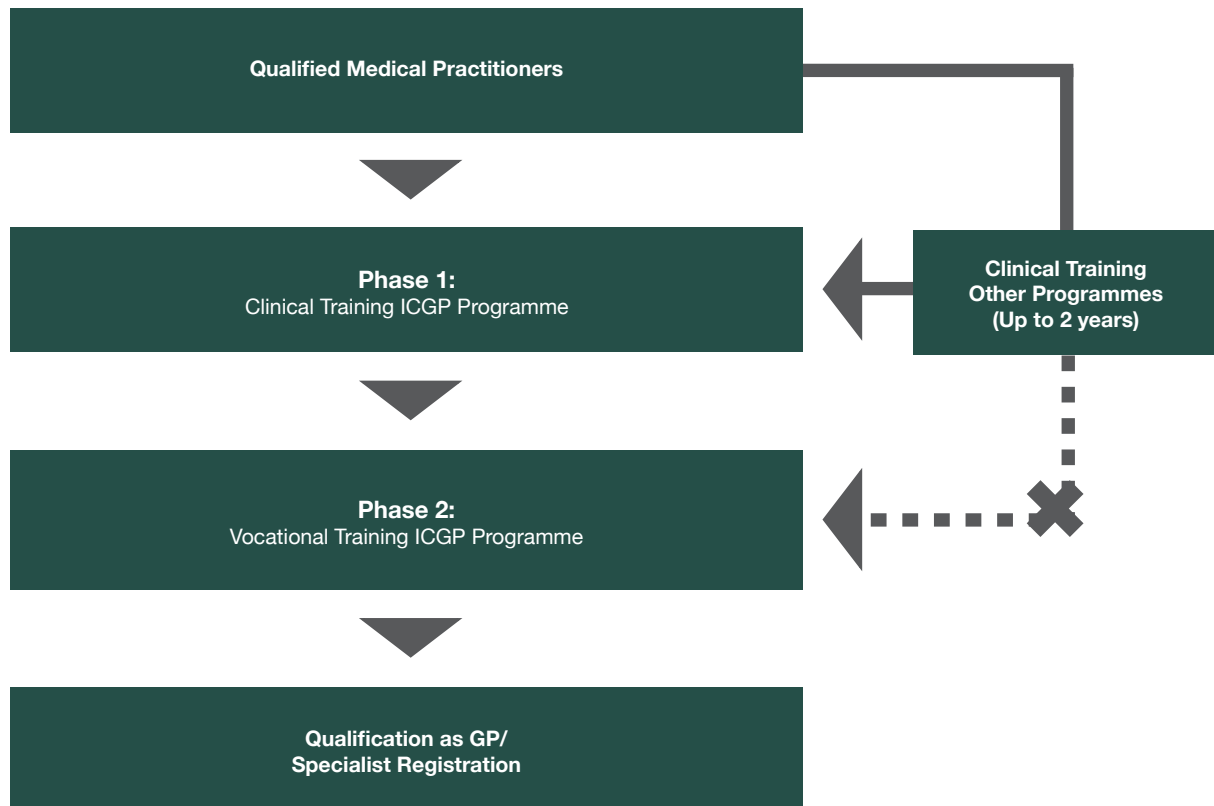 Qualified Medical Practitioners
Phase 1:
Clinical Training ICGP Programme
Clinical Training
Other Programmes
(Up to 2 years)
Phase 2:
Vocational Training ICGP Programme
Qualification as GP/
Specialist Registration